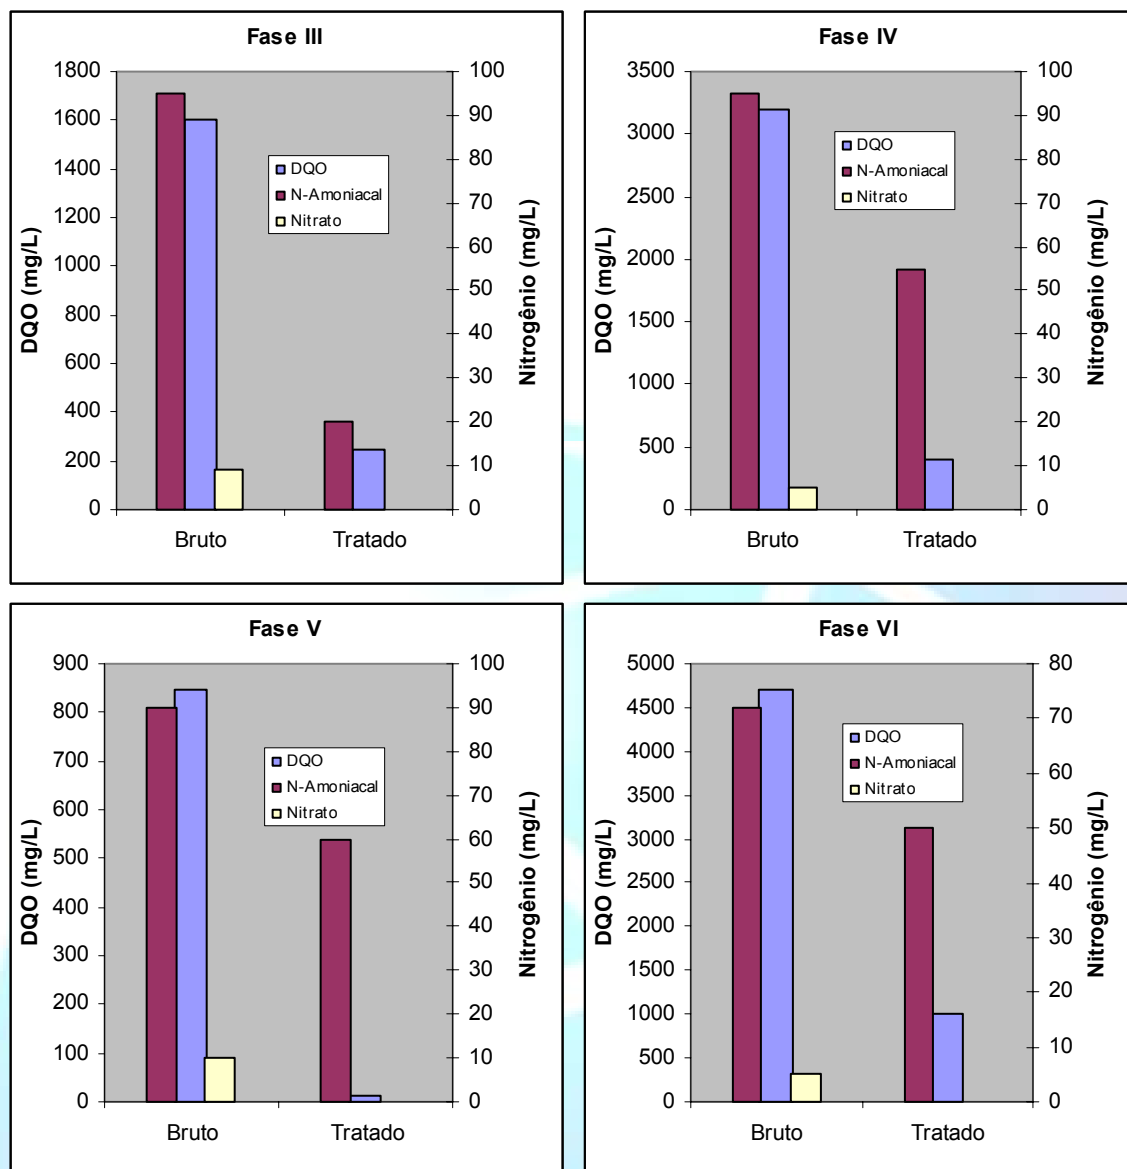 Fase III
1800
1600
1400
1200
1000
800
600
400
200
0
DQO (mg/L)
100
90
80
70
60
50
40
30
20
10
0
Nitrogênio (mg/L)
DQO
N-Amoniacal
Nitrato
Bruto Tratado
Fase IV
3500
3000
2500
2000
1500
1000
500
0
DQO (mg/L)
100
90
80
70
60
50
40
30
20
10
0
Nitrogênio (mg/L)
DQO
N-Amoniacal
Nitrato
Bruto Tratado
Fase V
900
800
700
600
500
400
300
200
100
0
DQO (mg/L)
100
90
80
70
60
50
40
30
20
10
0
Nitrogênio (mg/L)
DQO
N-Amoniacal
Nitrato
Bruto Tratado
Fase VI
5000
4500
4000
3500
3000
2500
2000
1500
1000
500
0
DQO (mg/L)
80
70
60
50
40
30
20
10
0
Nitrogênio (mg/L)
DQO
N-Amoniacal
Nitrato
Bruto Tratado